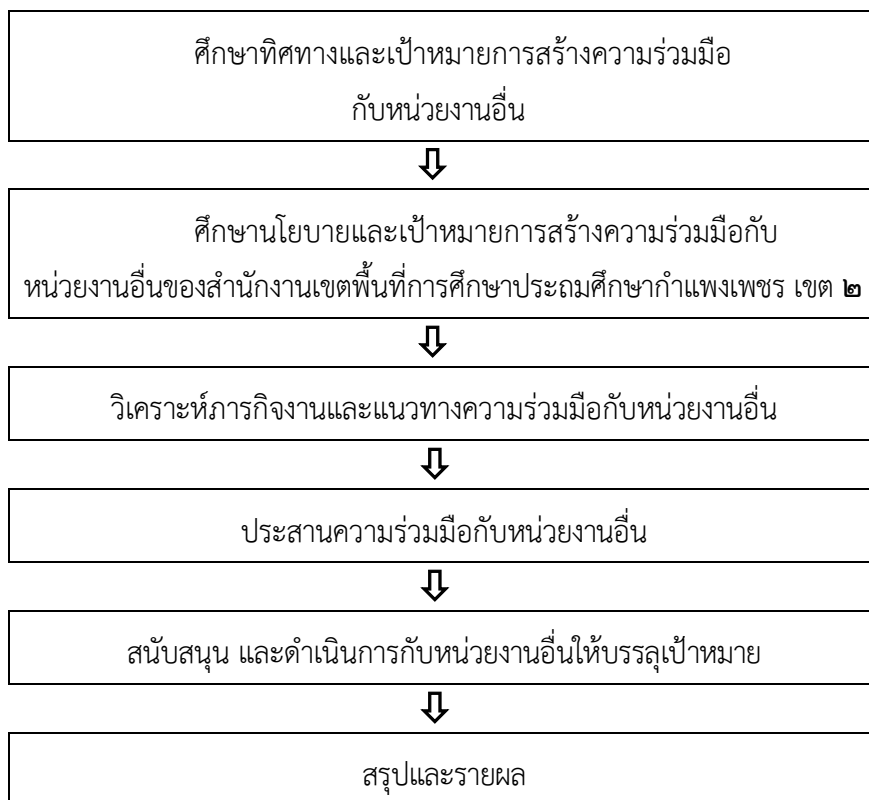 ศึกษาทิศทางและเป้าหมายการสร้างความร่วมมือ
กับหน่วยงานอื่น
ศึกษานโยบายและเป้าหมายการสร้างความร่วมมือกับ
หน่วยงานอื่นของสำนักงานเขตพื้นที่การศึกษาประถมศึกษากำแพงเพชร เขต ๒
วิเคราะห์ภารกิจงานและแนวทางความร่วมมือกับหน่วยงานอื่น
ประสานความร่วมมือกับหน่วยงานอื่น
สนับสนุน และดำเนินการกับหน่วยงานอื่นให้บรรลุเป้าหมาย
สรุปและรายผล